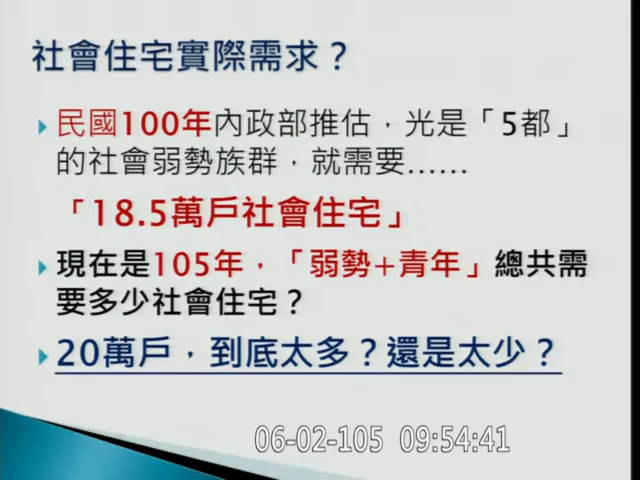 社會住宅實際需求？
民國100年內政部推估，光是「5都」
的社會弱勢族群，就需要……
「18.5萬戶社會住宅」
現在是105年，「弱勢+青年」總共需
要多少社會住宅？
20萬戶，到底太多？還是太少？
06-02-105 09:54:41